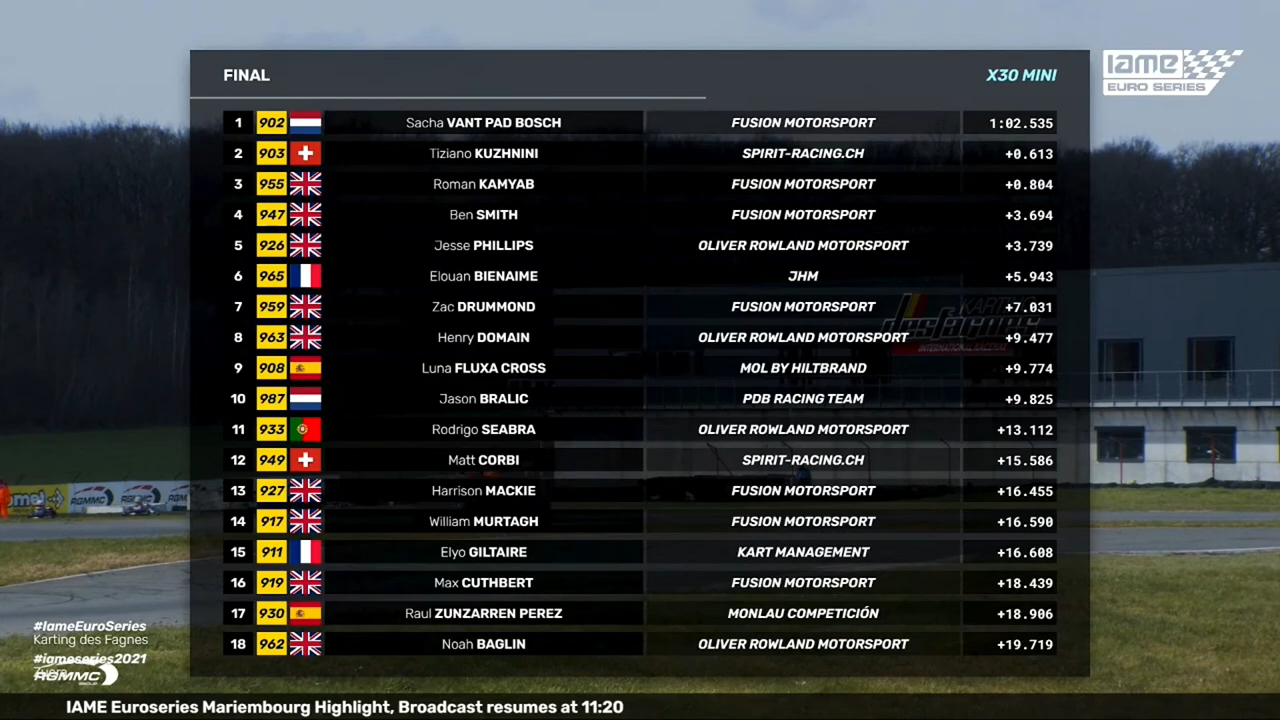 FINAL X30 MINI
iame
EURO SERIES
1 902 Sacha VANT PAD BOSCH FUSION MOTORSPORT 1:02.535
2 903 Tiziano KUZHNINI SPIRIT-RACING.CH +0.613
3 955 Roman KAMYAB FUSION MOTORSPORT +0.804
4 947 Ben SMITH FUSION MOTORSPORT +3.694
5 926 Jesse PHILLIPS OLIVER ROWLAND MOTORSPORT +3.739
6 965 Elouan BIENAIME JHM +5.943
7 959 Zac DRUMMOND FUSION MOTORSPORT +7.031
8 963 Henry DOMAIN OLIVER ROWLAND MOTORSPORT +9.477
9 908 Luna FLUXA CROSS MOL BY HILTBRAND +9.774
10 987 Jason BRALIC PDB RACING TEAM +9.825
11 933 Rodrigo SEABRA OLIVER ROWLAND MOTORSPORT +13.112
12 949 Matt CORBI SPIRIT-RACING.CH +15.586
13 927 Harrison MACKIE FUSION MOTORSPORT +16.455
14 917 William MURTAGH FUSION MOTORSPORT +16.590
15 911 Elyo GILTAIRE KART MANAGEMENT +16.608
16 919 Max CUTHBERT FUSION MOTORSPORT +18.439
17 930 Raul ZUNZARREN PEREZ MONLAU COMPETICIÓN +18.906
18 962 Noah BAGLIN OLIVER ROWLAND MOTORSPORT +19.719
KARTING
des fagnes
INTERNATIONAL RACEWAY
RGMMC
#IameEuroSeries
Karting des Fagnes
#iameseries2021
RGMMC
IAME Euroseries Mariembourg Highlight, Broadcast resumes at 11:20